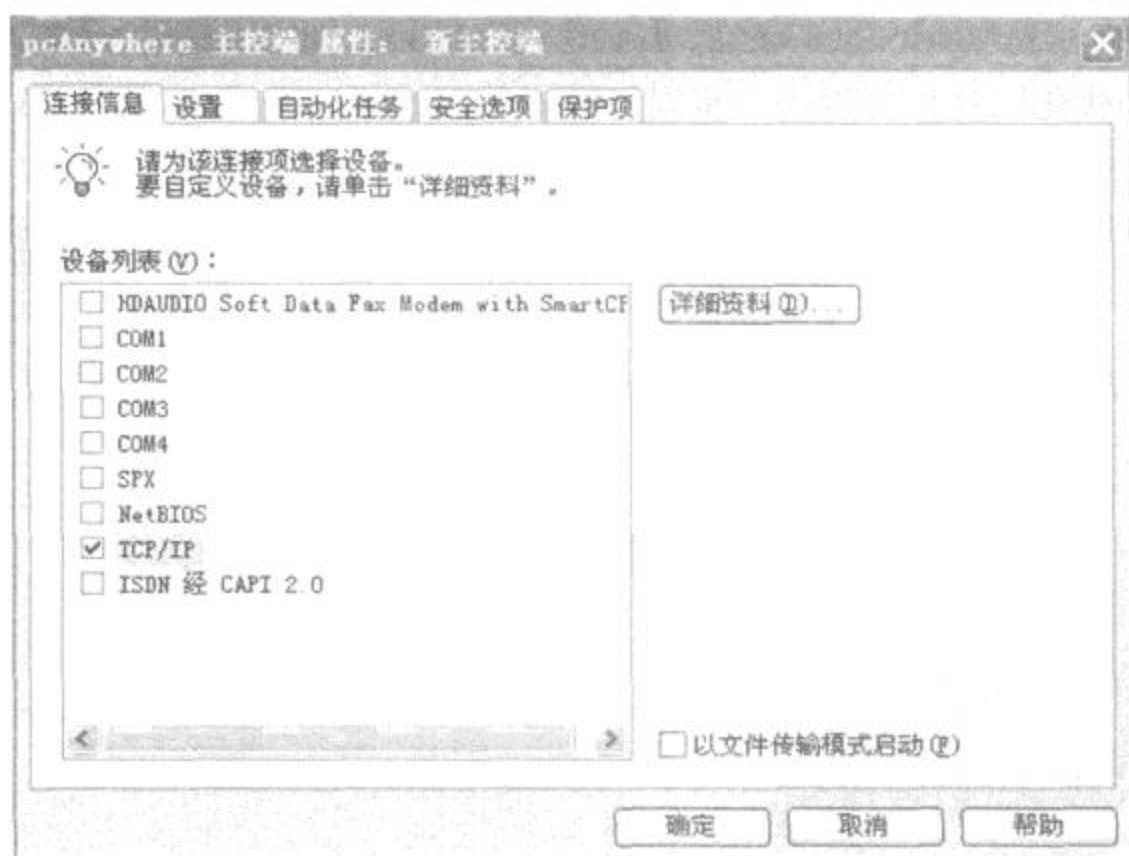 pcAnywhere 主控端 属性： 新主控端
连接信息 设置 自动化任务 安全选项 保护项
请为该连接项选择设备。
要自定义设备，请单击“详细资料”。
设备列表(V)：
HDAUDIO Soft Data Fax Modem with SmartCP
详细资料(D)...
COM1
COM2
COM3
COM4
SPX
NetBIOS
TCP/IP
ISDN 经 CAPI 2.0
以文件传输模式启动(F)
确定 取消 帮助